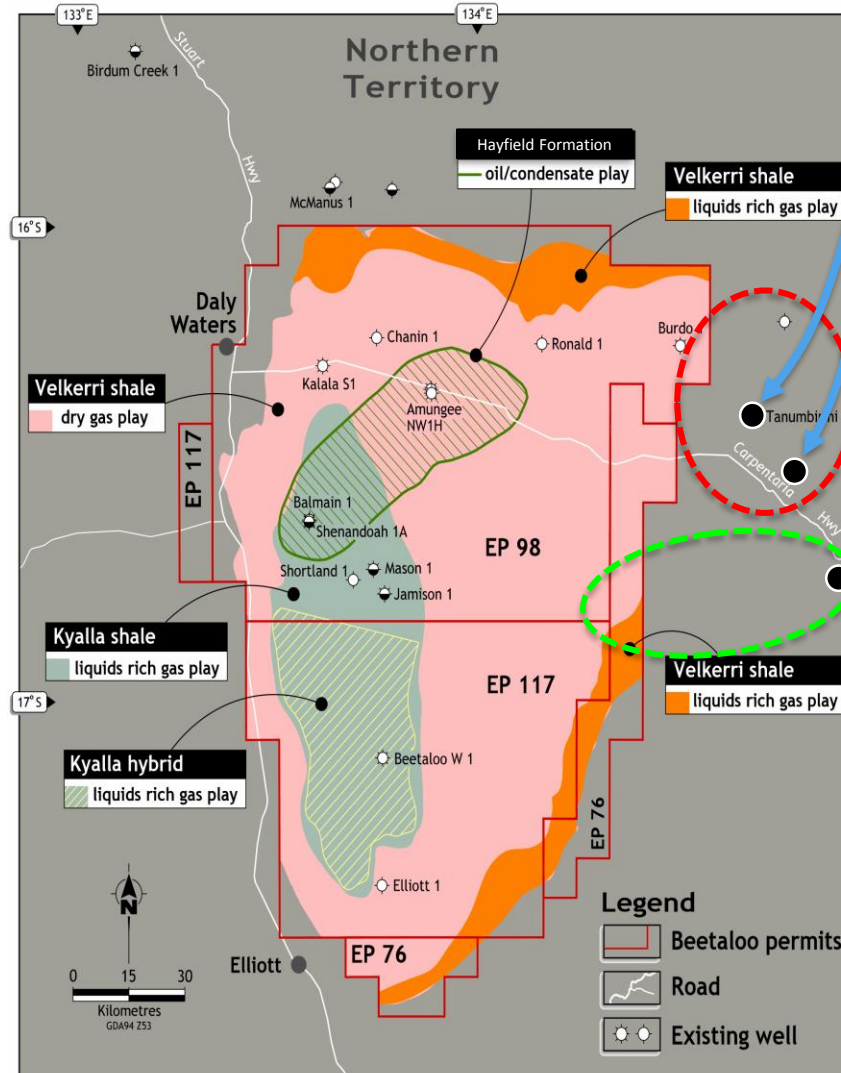 133°E
134°E
Birdum Creek 1
Stuart
Hwy
Northern
Territory
Hayfield Formation
oil/condensate play
Velkerri shale
liquids rich gas play
McManus 1
16°S
Daly
Waters
Chanin 1
Ronald 1
Burdo
Kalala S1
Velkerri shale
dry gas play
Amungee
NW1H
Tanumbirini
Carpentaria
Hwy
EP 117
Balmain 1
Shenandoah 1A
EP 98
Shortland 1
Mason 1
Jamison 1
Kyalla shale
liquids rich gas play
Velkerri shale
liquids rich gas play
EP 117
17°S
Kyalla hybrid
liquids rich gas play
Beetaloo W 1
EP 76
Elliott 1
N
Legend
Beetaloo permits
EP 76
Elliott
0 15 30
Kilometres
GDA94 Z53
Road
Existing well